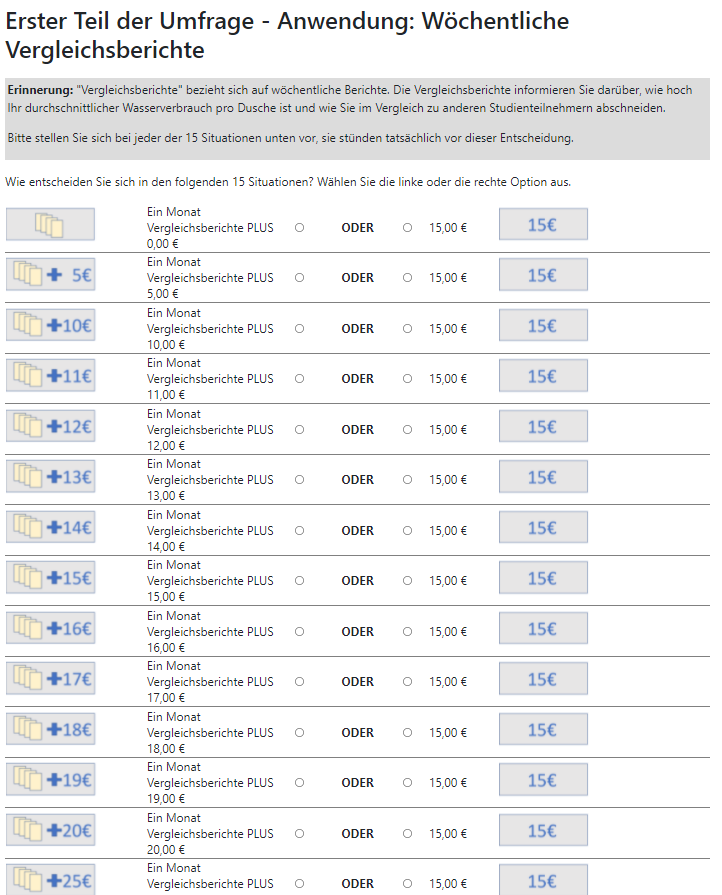 Erster Teil der Umfrage - Anwendung: Wöchentliche
Vergleichsberichte
Erinnerung: "Vergleichsberichte" bezieht sich auf wöchentliche Berichte. Die Vergleichsberichte informieren Sie darüber, wie hoch
Ihr durchschnittlicher Wasserverbrauch pro Dusche ist und wie Sie im Vergleich zu anderen Studienteilnehmern abschneiden.
Bitte stellen Sie sich bei jeder der 15 Situationen unten vor, sie stünden tatsächlich vor dieser Entscheidung.
Wie entscheiden Sie sich in den folgenden 15 Situationen? Wählen Sie die linke oder die rechte Option aus.
Ein Monat
Vergleichsberichte PLUS ODER 15,00 € 15€
0,00 €
Ein Monat
+ 5€ Vergleichsberichte PLUS ODER 15,00 € 15€
5,00 €
Ein Monat
+10€ Vergleichsberichte PLUS ODER 15,00 € 15€
10,00 €
Ein Monat
+11€ Vergleichsberichte PLUS ODER 15,00 € 15€
11,00 €
Ein Monat
+12€ Vergleichsberichte PLUS ODER 15,00 € 15€
12,00 €
Ein Monat
+13€ Vergleichsberichte PLUS ODER 15,00 € 15€
13,00 €
Ein Monat
+14€ Vergleichsberichte PLUS ODER 15,00 € 15€
14,00 €
Ein Monat
+15€ Vergleichsberichte PLUS ODER 15,00 € 15€
15,00 €
Ein Monat
+16€ Vergleichsberichte PLUS ODER 15,00 € 15€
16,00 €
Ein Monat
+17€ Vergleichsberichte PLUS ODER 15,00 € 15€
17,00 €
Ein Monat
+18€ Vergleichsberichte PLUS ODER 15,00 € 15€
18,00 €
Ein Monat
+19€ Vergleichsberichte PLUS ODER 15,00 € 15€
19,00 €
Ein Monat
+20€ Vergleichsberichte PLUS ODER 15,00 € 15€
20,00 €
Ein Monat
+25€ Vergleichsberichte PLUS ODER 15,00 € 15€